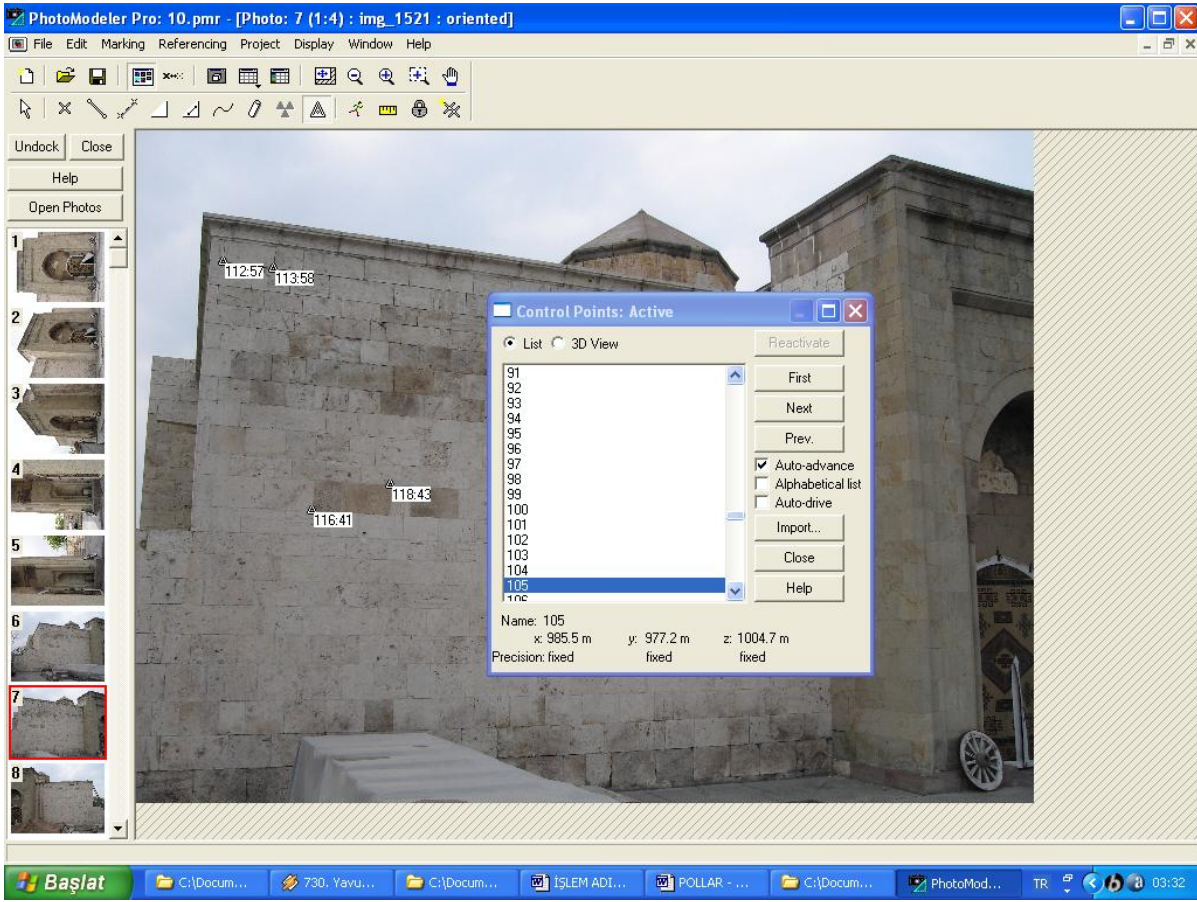 PhotoModeler Pro: 10.pmr - [Photo: 7 (1:4) : img_1521 : oriented]
File Edit Marking Referencing Project Display Window Help
Undock Close
Help
Open Photos
1
2
3
4
5
6
7
8
112:57
113:58
118:43
116:41
Control Points: Active
List 3D View
Reactivate
91
92
93
94
95
96
97
98
99
100
101
102
103
104
105
106
First
Next
Prev.
Auto-advance
Alphabetical list
Auto-drive
Import...
Close
Help
Name: 105
x: 985.5 m y: 977.2 m z: 1004.7 m
Precision: fixed fixed fixed
Başlat C:\Docum... 730. Yavu... C:\Docum... İŞLEM ADI... POLLAR - ... C:\Docum... PhotoMod... TR 03:32